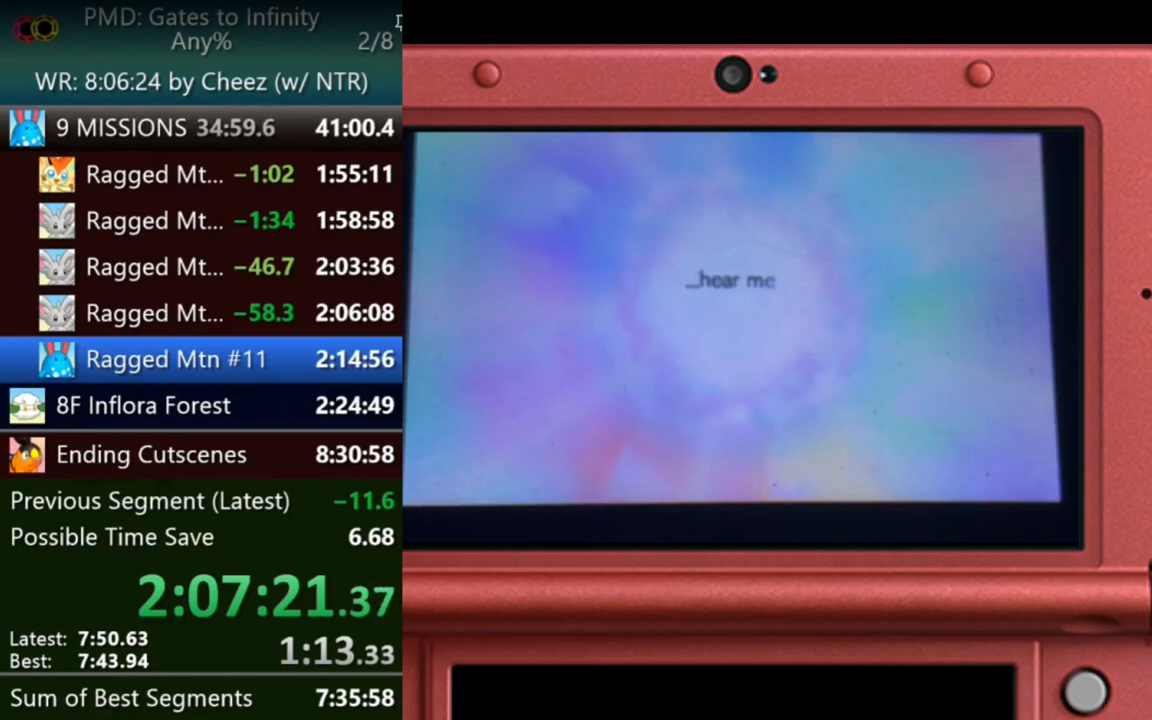 PMD: Gates to Infinity
Any% 2/8
WR: 8:06:24 by Cheez (w/ NTR)
9 MISSIONS 34:59.6 41:00.4
Ragged Mt... −1:02 1:55:11
Ragged Mt... −1:34 1:58:58
Ragged Mt... −46.7 2:03:36
Ragged Mt... −58.3 2:06:08
Ragged Mtn #11 2:14:56
8F Inflora Forest 2:24:49
Ending Cutscenes 8:30:58
Previous Segment (Latest) −11.6
Possible Time Save 6.68
2:07:21.37
Latest: 7:50.63
Best: 7:43.94
1:13.33
Sum of Best Segments 7:35:58
...hear me